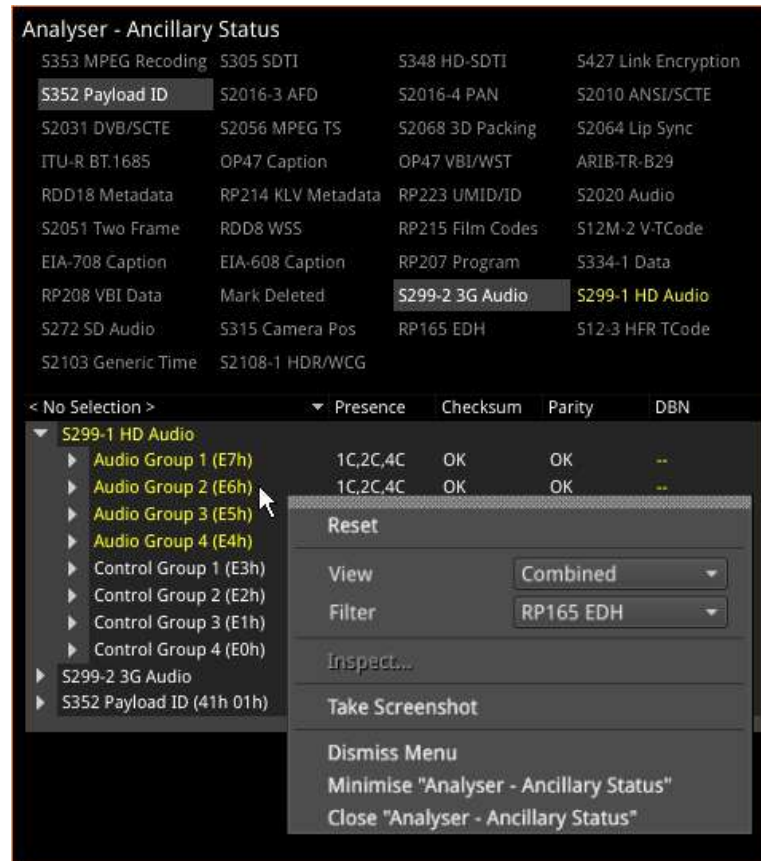 Analyser - Ancillary Status
S353 MPEG Recoding S305 SDTI S348 HD-SDTI S427 Link Encryption
S352 Payload ID S2016-3 AFD S2016-4 PAN S2010 ANSI/SCTE
S2031 DVB/SCTE S2056 MPEG TS S2068 3D Packing S2064 Lip Sync
ITU-R BT.1685 OP47 Caption OP47 VBI/WST ARIB-TR-B29
RDD18 Metadata RP214 KLV Metadata RP223 UMID/ID S2020 Audio
S2051 Two Frame RDD8 WSS RP215 Film Codes S12M-2 V-TCode
EIA-708 Caption EIA-608 Caption RP207 Program S334-1 Data
RP208 VBI Data Mark Deleted S299-2 3G Audio S299-1 HD Audio
S272 SD Audio S315 Camera Pos RP165 EDH S12-3 HFR TCode
S2103 Generic Time S2108-1 HDR/WCG
< No Selection > Presence Checksum Parity DBN
S299-1 HD Audio
Audio Group 1 (E7h) 1C,2C,4C OK OK --
Audio Group 2 (E6h) 1C,2C,4C OK OK --
Audio Group 3 (E5h)
Audio Group 4 (E4h)
Control Group 1 (E3h)
Control Group 2 (E2h)
Control Group 3 (E1h)
Control Group 4 (E0h)
S299-2 3G Audio
S352 Payload ID (41h 01h)
Reset
View Combined
Filter RP165 EDH
Inspect...
Take Screenshot
Dismiss Menu
Minimise "Analyser - Ancillary Status"
Close "Analyser - Ancillary Status"